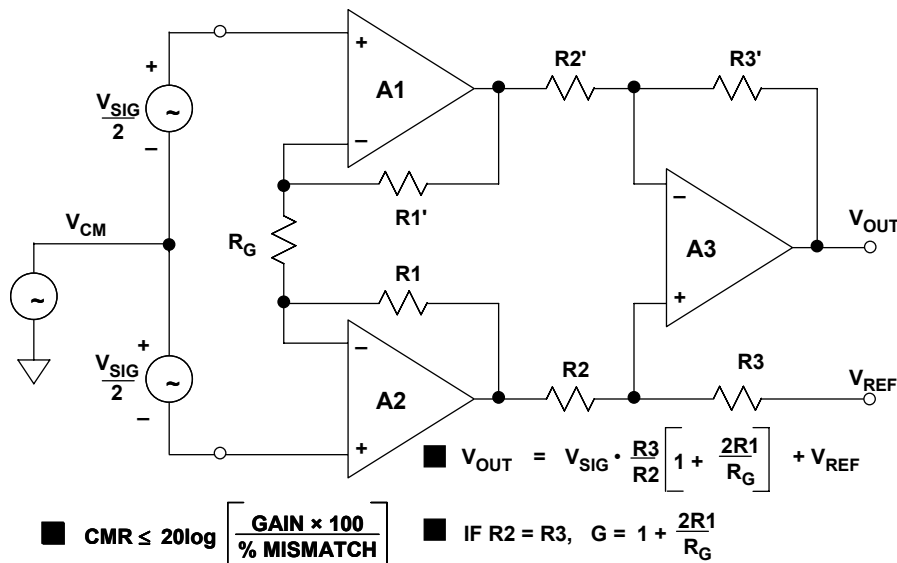 +
V_SIG
2
–
V_CM
+
V_SIG
2
–
+
A1
–
R_G
R1'
R1
–
A2
+
R2'
R3'
–
A3
+
V_OUT
R2
R3
V_REF
■ V_OUT = V_SIG · R3/R2 [1 + 2R1/R_G] + V_REF
■ CMR ≤ 20log [GAIN × 100 / % MISMATCH]
■ IF R2 = R3, G = 1 + 2R1/R_G